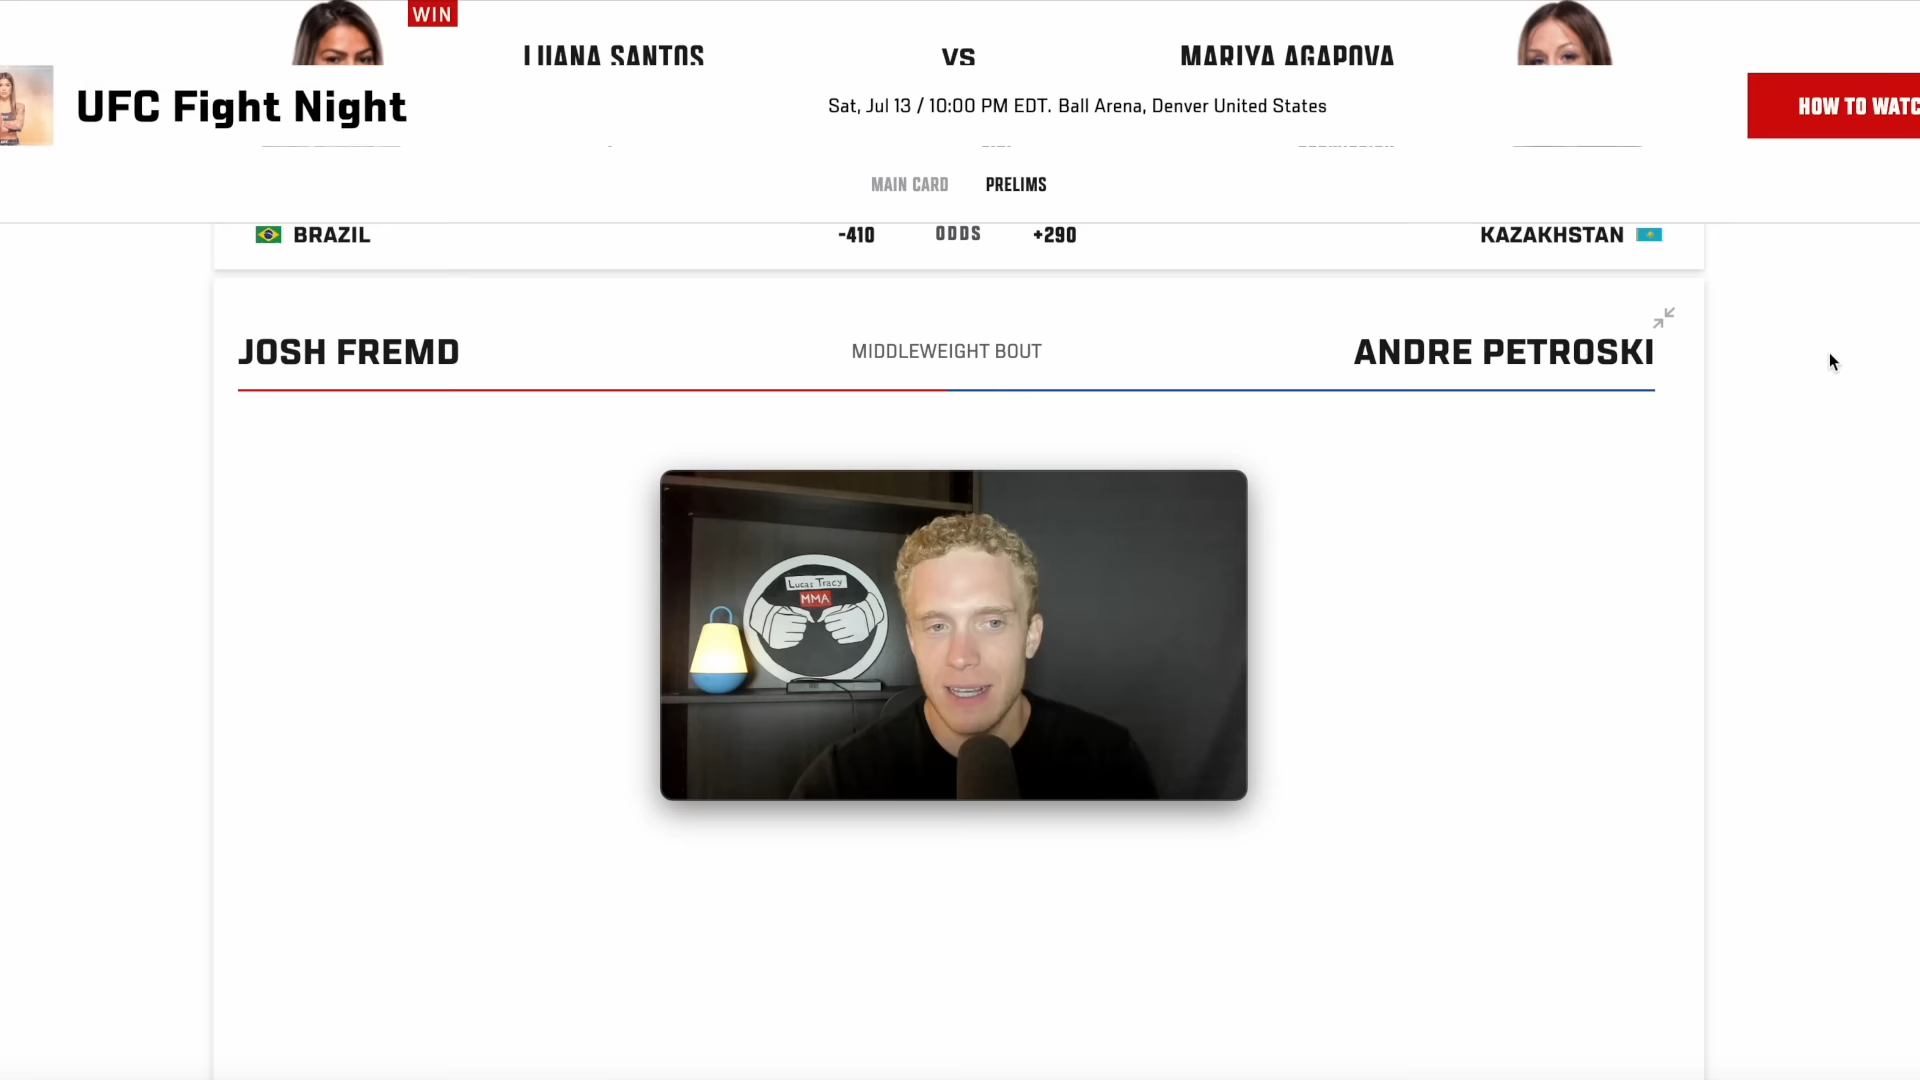 WIN
LUANA SANTOS
VS
MARIYA AGAPOVA
UFC Fight Night
Sat, Jul 13 / 10:00 PM EDT. Ball Arena, Denver United States
HOW TO WATC
MAIN CARD
PRELIMS
BRAZIL
-410
ODDS
+290
KAZAKHSTAN
JOSH FREMD
MIDDLEWEIGHT BOUT
ANDRE PETROSKI
Lucas Tracy
MMA